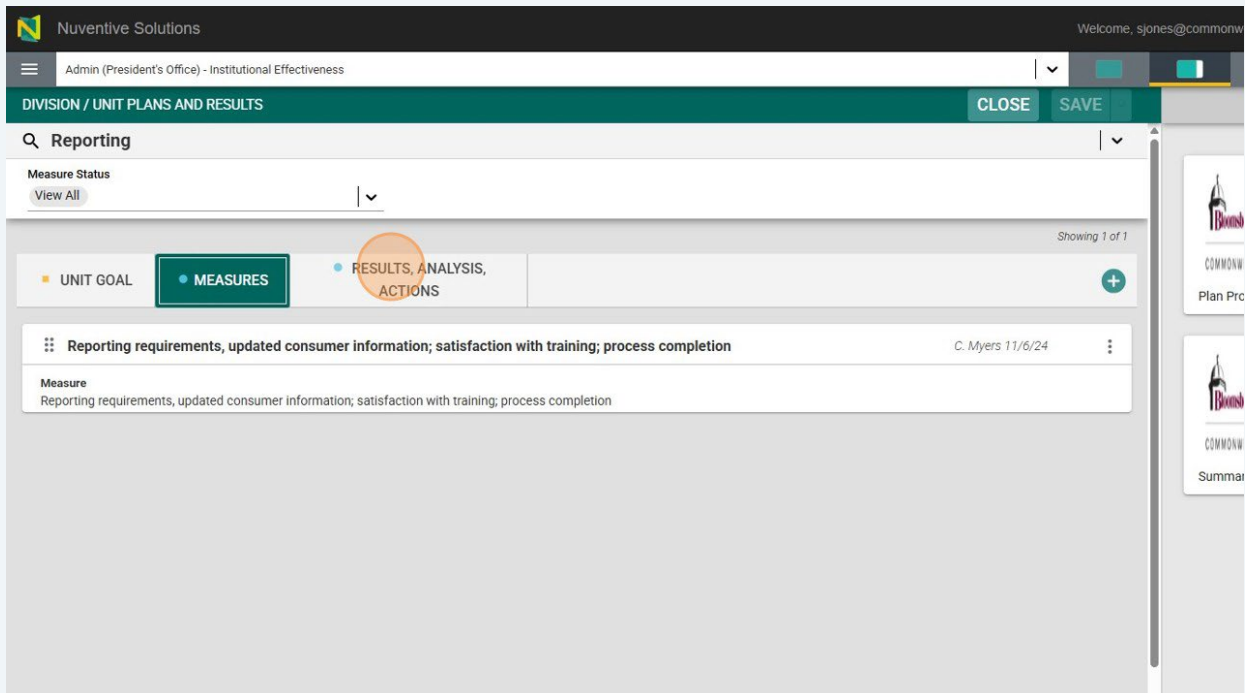 Nuventive Solutions
Welcome, sjones@commonw
Admin (President's Office) - Institutional Effectiveness
DIVISION / UNIT PLANS AND RESULTS
CLOSE
SAVE
Reporting
Measure Status
View All
Showing 1 of 1
UNIT GOAL
MEASURES
RESULTS, ANALYSIS,
ACTIONS
Reporting requirements, updated consumer information; satisfaction with training; process completion
C. Myers 11/6/24
Measure
Reporting requirements, updated consumer information; satisfaction with training; process completion
Bloomsb
COMMONW
Plan Pro
Bloomsb
COMMONW
Summar